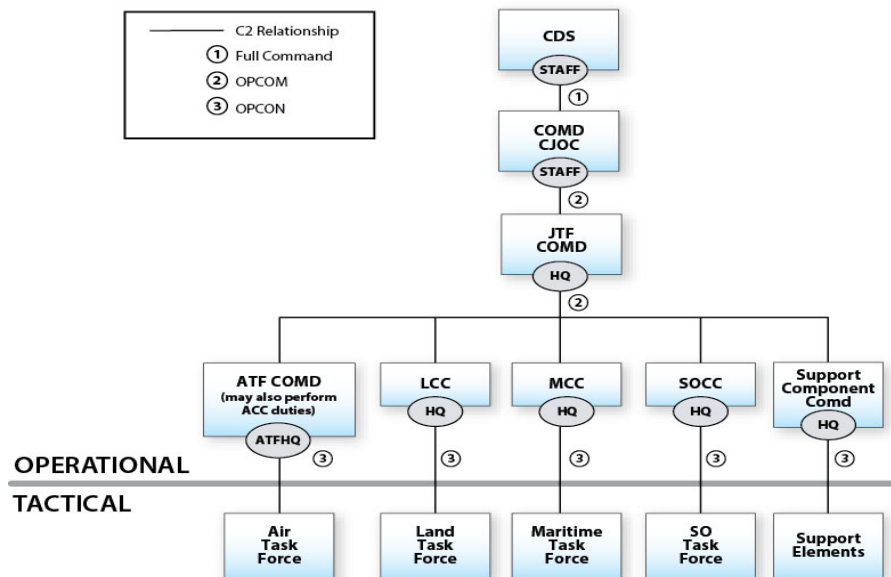 C2 Relationship
1 Full Command
2 OPCOM
3 OPCON
CDS
STAFF
1
COMD
CJOC
STAFF
2
JTF
COMD
HQ
2
ATF COMD
(may also perform
ACC duties)
ATFHQ
3
LCC
HQ
3
MCC
HQ
3
SOCC
HQ
3
Support
Component
Comd
HQ
3
OPERATIONAL
TACTICAL
Air
Task
Force
Land
Task
Force
Maritime
Task
Force
SO
Task
Force
Support
Elements